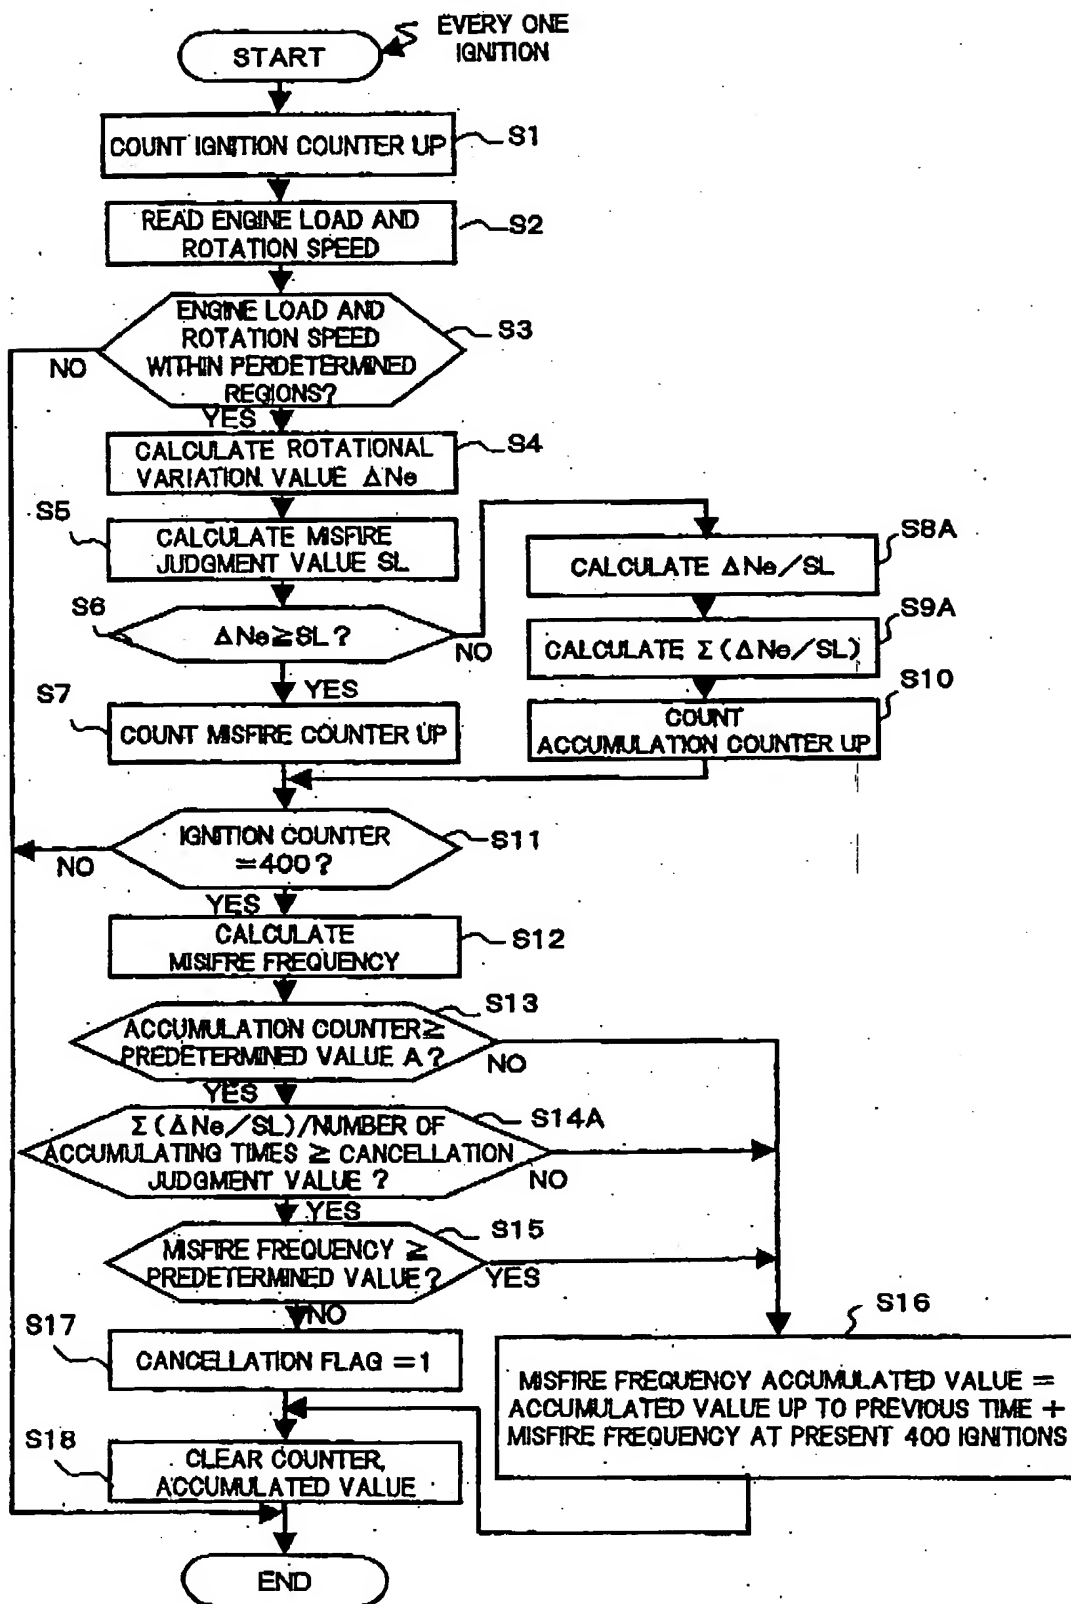 EVERY ONE
IGNITION
START
COUNT IGNITION COUNTER UP
S1
READ ENGINE LOAD AND
ROTATION SPEED
S2
ENGINE LOAD AND
ROTATION SPEED
WITHIN PERDETERMINED
REGIONS?
S3
NO
YES
CALCULATE ROTATIONAL
VARIATION VALUE ΔNe
S4
S5
CALCULATE MISFIRE
JUDGMENT VALUE SL
S6
ΔNe≧SL?
NO
YES
CALCULATE ΔNe/SL
S8A
CALCULATE Σ(ΔNe/SL)
S9A
COUNT
ACCUMULATION COUNTER UP
S10
S7
COUNT MISFIRE COUNTER UP
IGNITION COUNTER
=400?
S11
NO
YES
CALCULATE
MISIFRE FREQUENCY
S12
ACCUMULATION COUNTER≧
PREDETERMINED VALUE A?
S13
NO
YES
Σ(ΔNe/SL)/NUMBER OF
ACCUMULATING TIMES ≧ CANCELLATION
JUDGMENT VALUE ?
S14A
NO
YES
MISFIRE FREQUENCY ≧
PREDETERMINED VALUE?
S15
YES
NO
S16
MISFIRE FREQUENCY ACCUMULATED VALUE =
ACCUMULATED VALUE UP TO PREVIOUS TIME +
MISFIRE FREQUENCY AT PRESENT 400 IGNITIONS
S17
CANCELLATION FLAG =1
S18
CLEAR COUNTER,
ACCUMULATED VALUE
END